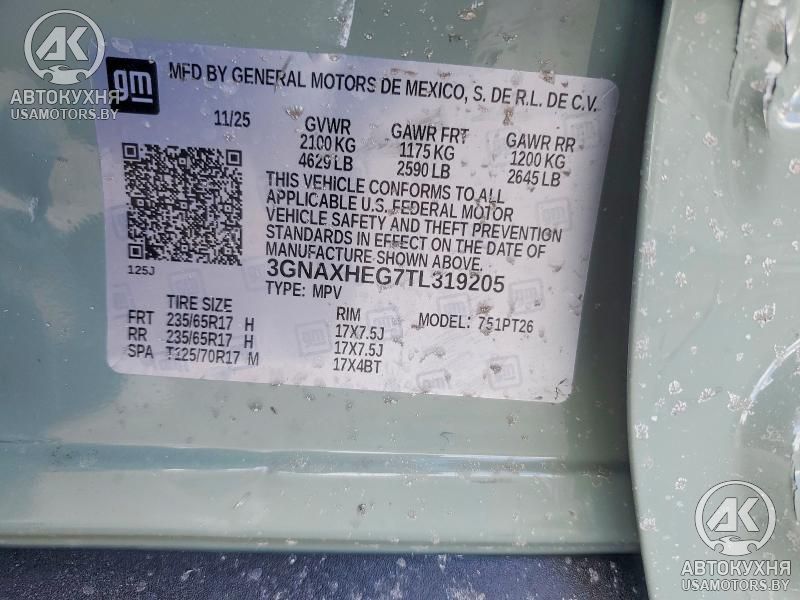 АК
АВТОКУХНЯ
USAMOTORS.BY
gm
MFD BY GENERAL MOTORS DE MEXICO, S. DE R.L. DE C.V.
11/25 GVWR GAWR FRT GAWR RR
2100 KG 1175 KG 1200 KG
4629 LB 2590 LB 2645 LB
THIS VEHICLE CONFORMS TO ALL
APPLICABLE U.S. FEDERAL MOTOR
VEHICLE SAFETY AND THEFT PREVENTION
STANDARDS IN EFFECT ON THE DATE OF
MANUFACTURE SHOWN ABOVE.
125J
3GNAXHEG7TL319205
TYPE: MPV
TIRE SIZE RIM MODEL: 751PT26
FRT 235/65R17 H 17X7.5J
RR 235/65R17 H 17X7.5J
SPA T125/70R17 M 17X4BT
АК
АВТОКУХНЯ
USAMOTORS.BY